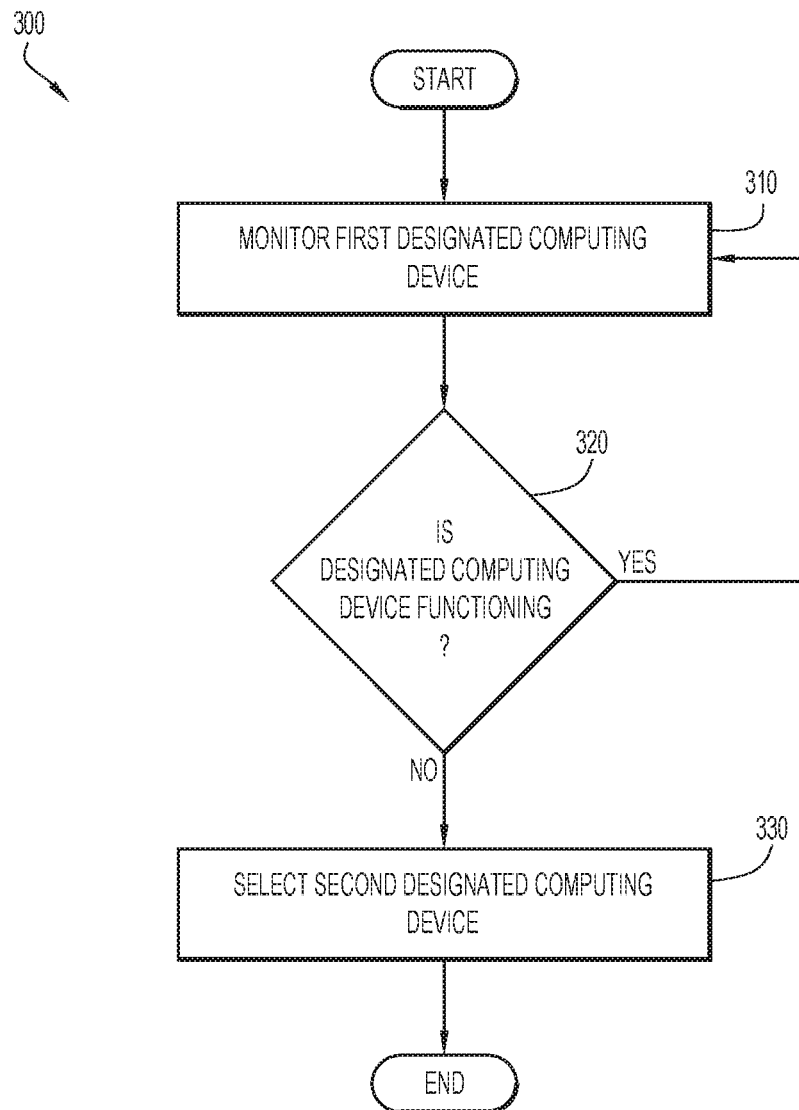 300
START
310
MONITOR FIRST DESIGNATED COMPUTING
DEVICE
320
IS
DESIGNATED COMPUTING
DEVICE FUNCTIONING
?
YES
NO
330
SELECT SECOND DESIGNATED COMPUTING
DEVICE
END